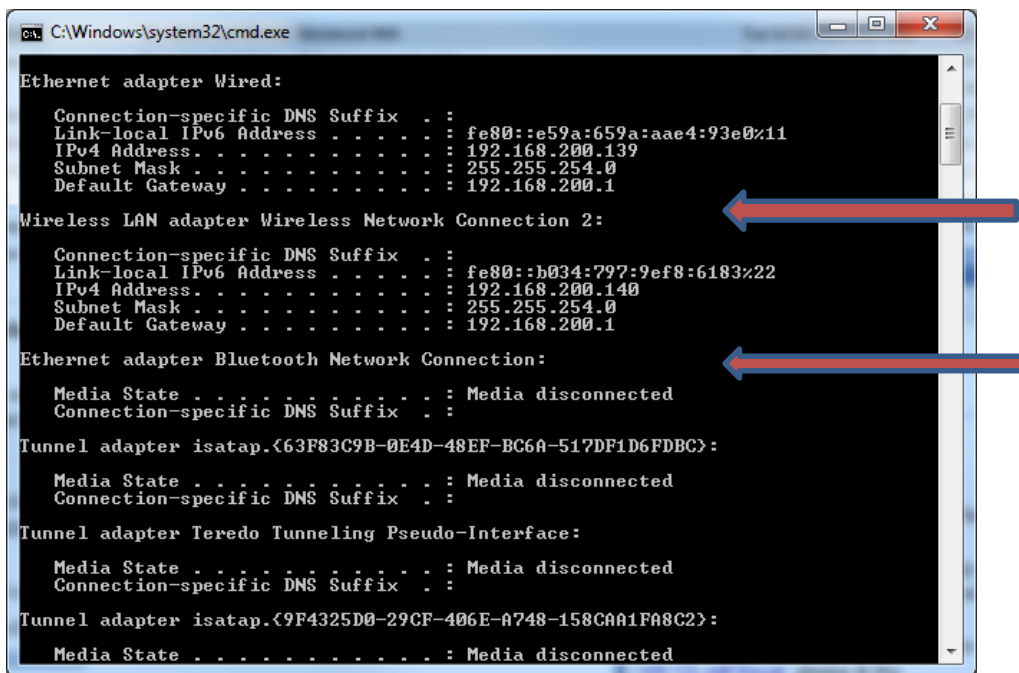 C:\Windows\system32\cmd.exe
Ethernet adapter Wired:
Connection-specific DNS Suffix . :
Link-local IPv6 Address . . . . . : fe80::e59a:659a:aae4:93e0%11
IPv4 Address. . . . . . . . . . . : 192.168.200.139
Subnet Mask . . . . . . . . . . . : 255.255.254.0
Default Gateway . . . . . . . . . : 192.168.200.1
Wireless LAN adapter Wireless Network Connection 2:
Connection-specific DNS Suffix . :
Link-local IPv6 Address . . . . . : fe80::b034:797:9ef8:6183%22
IPv4 Address. . . . . . . . . . . : 192.168.200.140
Subnet Mask . . . . . . . . . . . : 255.255.254.0
Default Gateway . . . . . . . . . : 192.168.200.1
Ethernet adapter Bluetooth Network Connection:
Media State . . . . . . . . . . . : Media disconnected
Connection-specific DNS Suffix . :
Tunnel adapter isatap.{63F83C9B-0E4D-48EF-BC6A-517DF1D6FDBC}:
Media State . . . . . . . . . . . : Media disconnected
Connection-specific DNS Suffix . :
Tunnel adapter Teredo Tunneling Pseudo-Interface:
Media State . . . . . . . . . . . : Media disconnected
Connection-specific DNS Suffix . :
Tunnel adapter isatap.{9F4325D0-29CF-406E-A748-158CAA1FA8C2}:
Media State . . . . . . . . . . . : Media disconnected